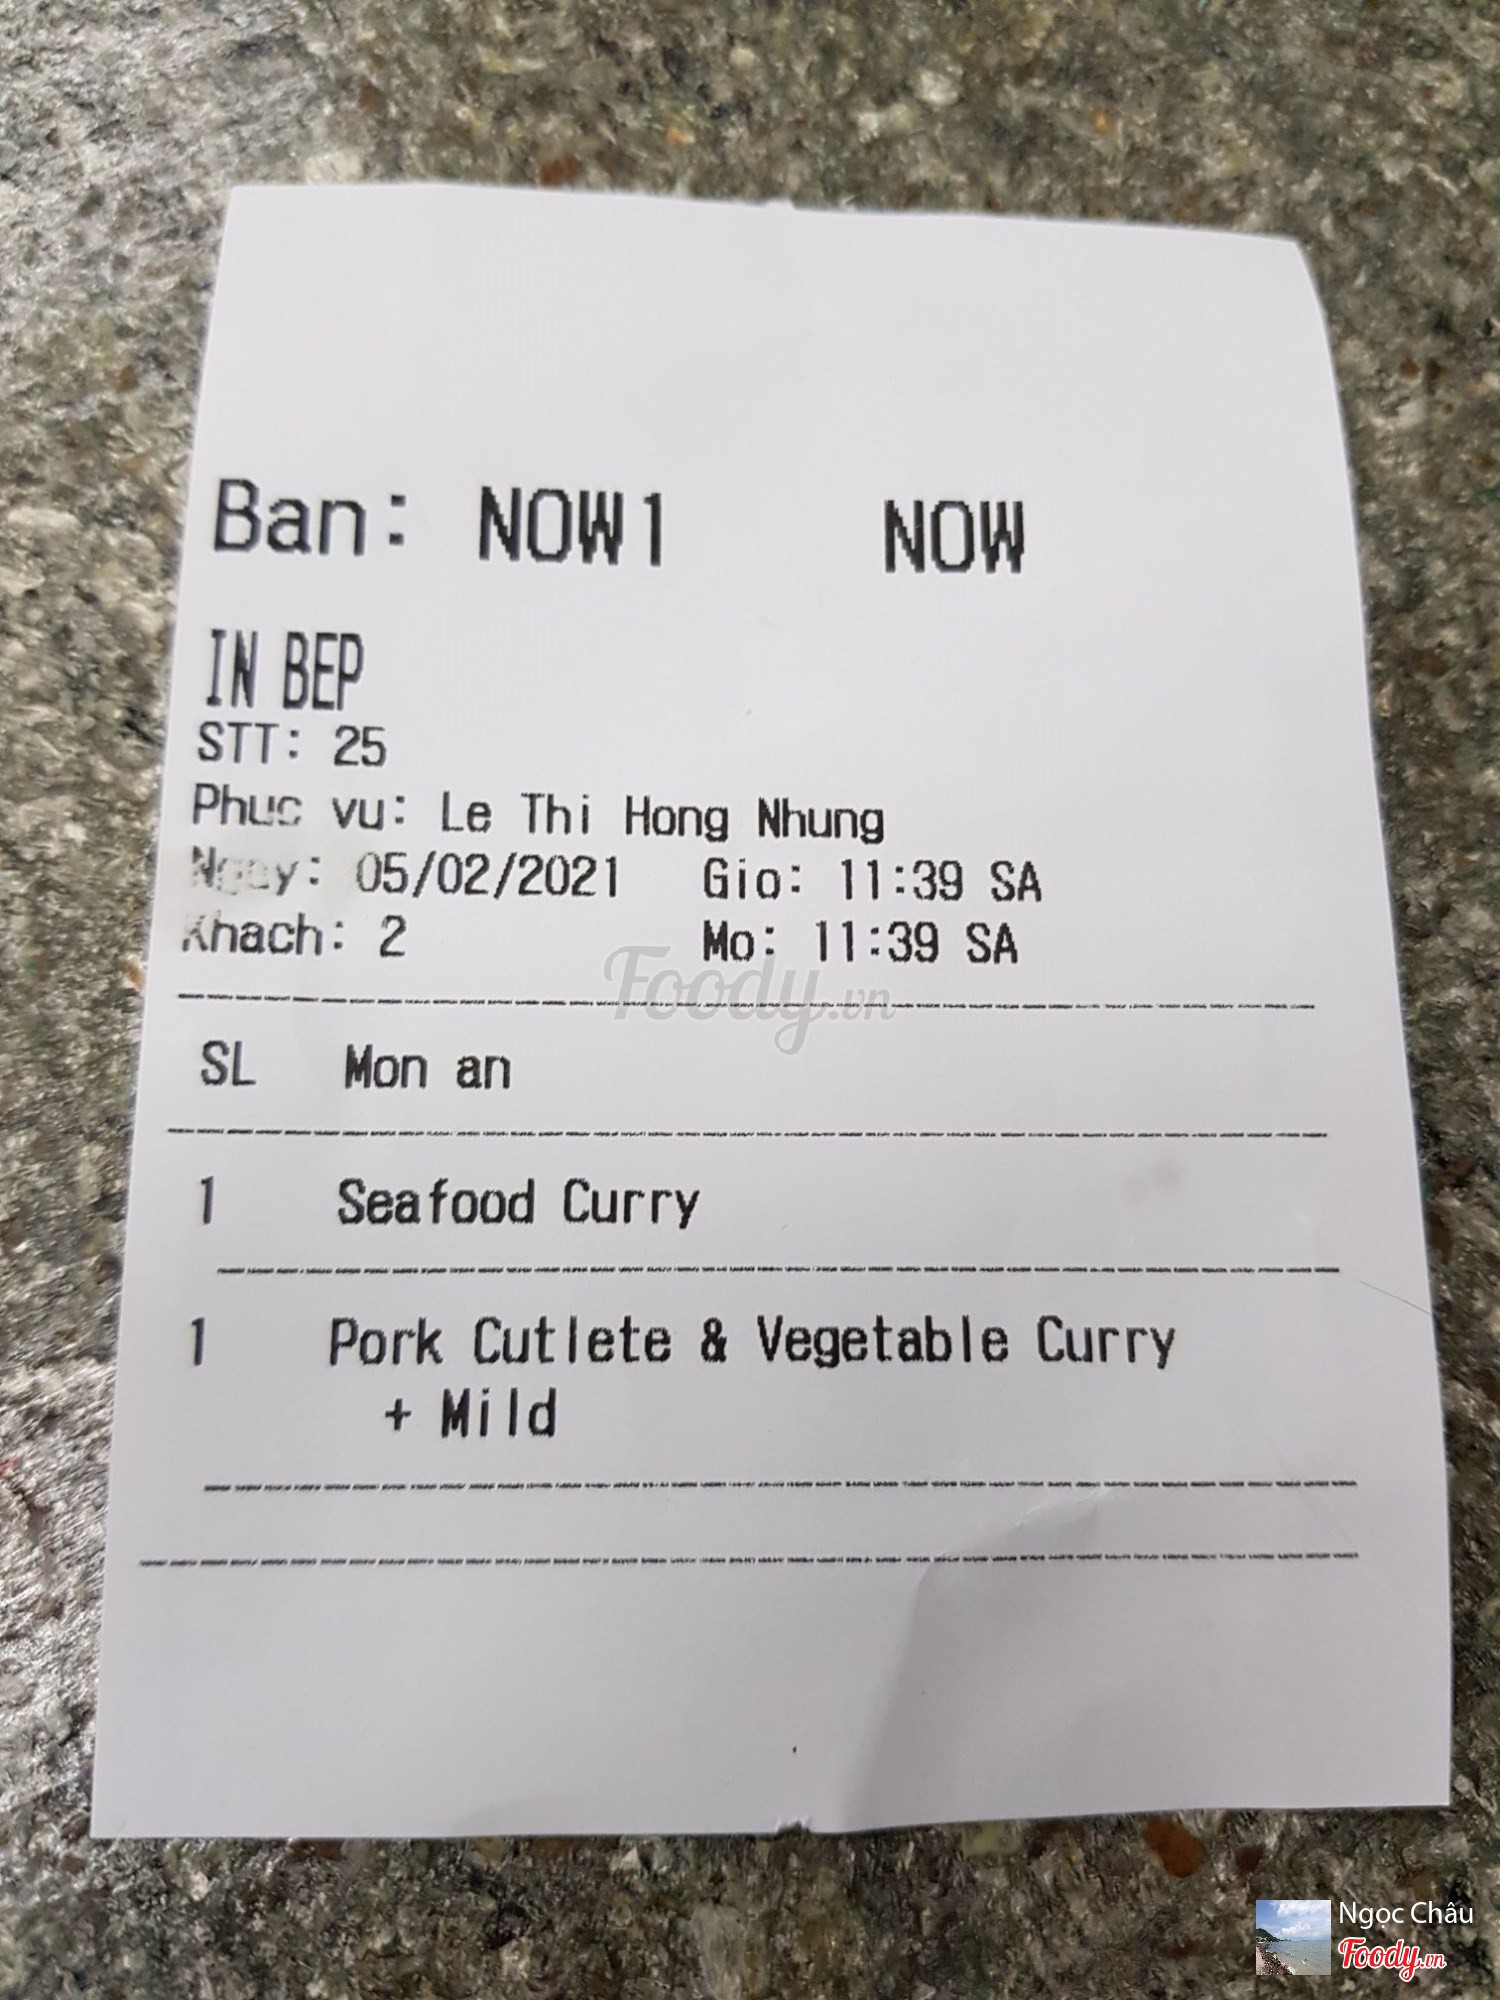 Ban: NOW1 NOW
IN BEP
STT: 25
Phuc vu: Le Thi Hong Nhung
Ngay: 05/02/2021 Gio: 11:39 SA
Khach: 2 Mo: 11:39 SA
Foody.vn
SL Mon an
1 Seafood Curry
1 Pork Cutlete & Vegetable Curry
+ Mild
Ngọc Châu
Foody.vn